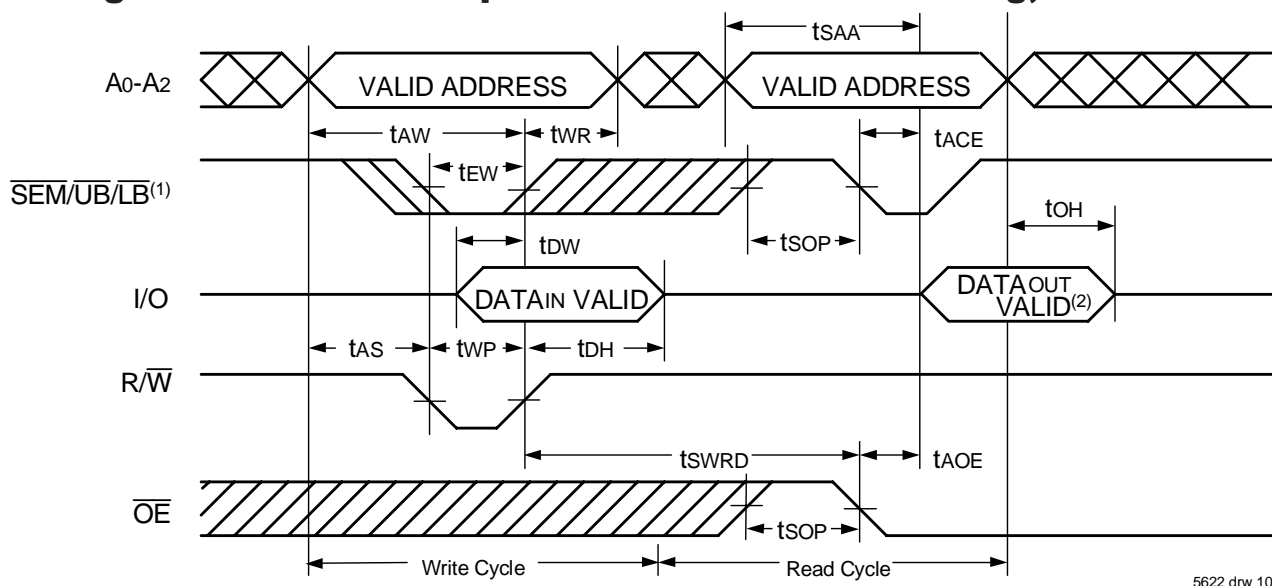 tSAA
A0-A2
VALID ADDRESS
VALID ADDRESS
tAW
tWR
tACE
tEW
SEM/UB/LB(1)
tOH
tDW
tSOP
I/O
DATAIN VALID
DATAOUT
VALID(2)
tAS
tWP
tDH
R/W
tSWRD
tAOE
OE
tSOP
Write Cycle
Read Cycle
5622 drw 10